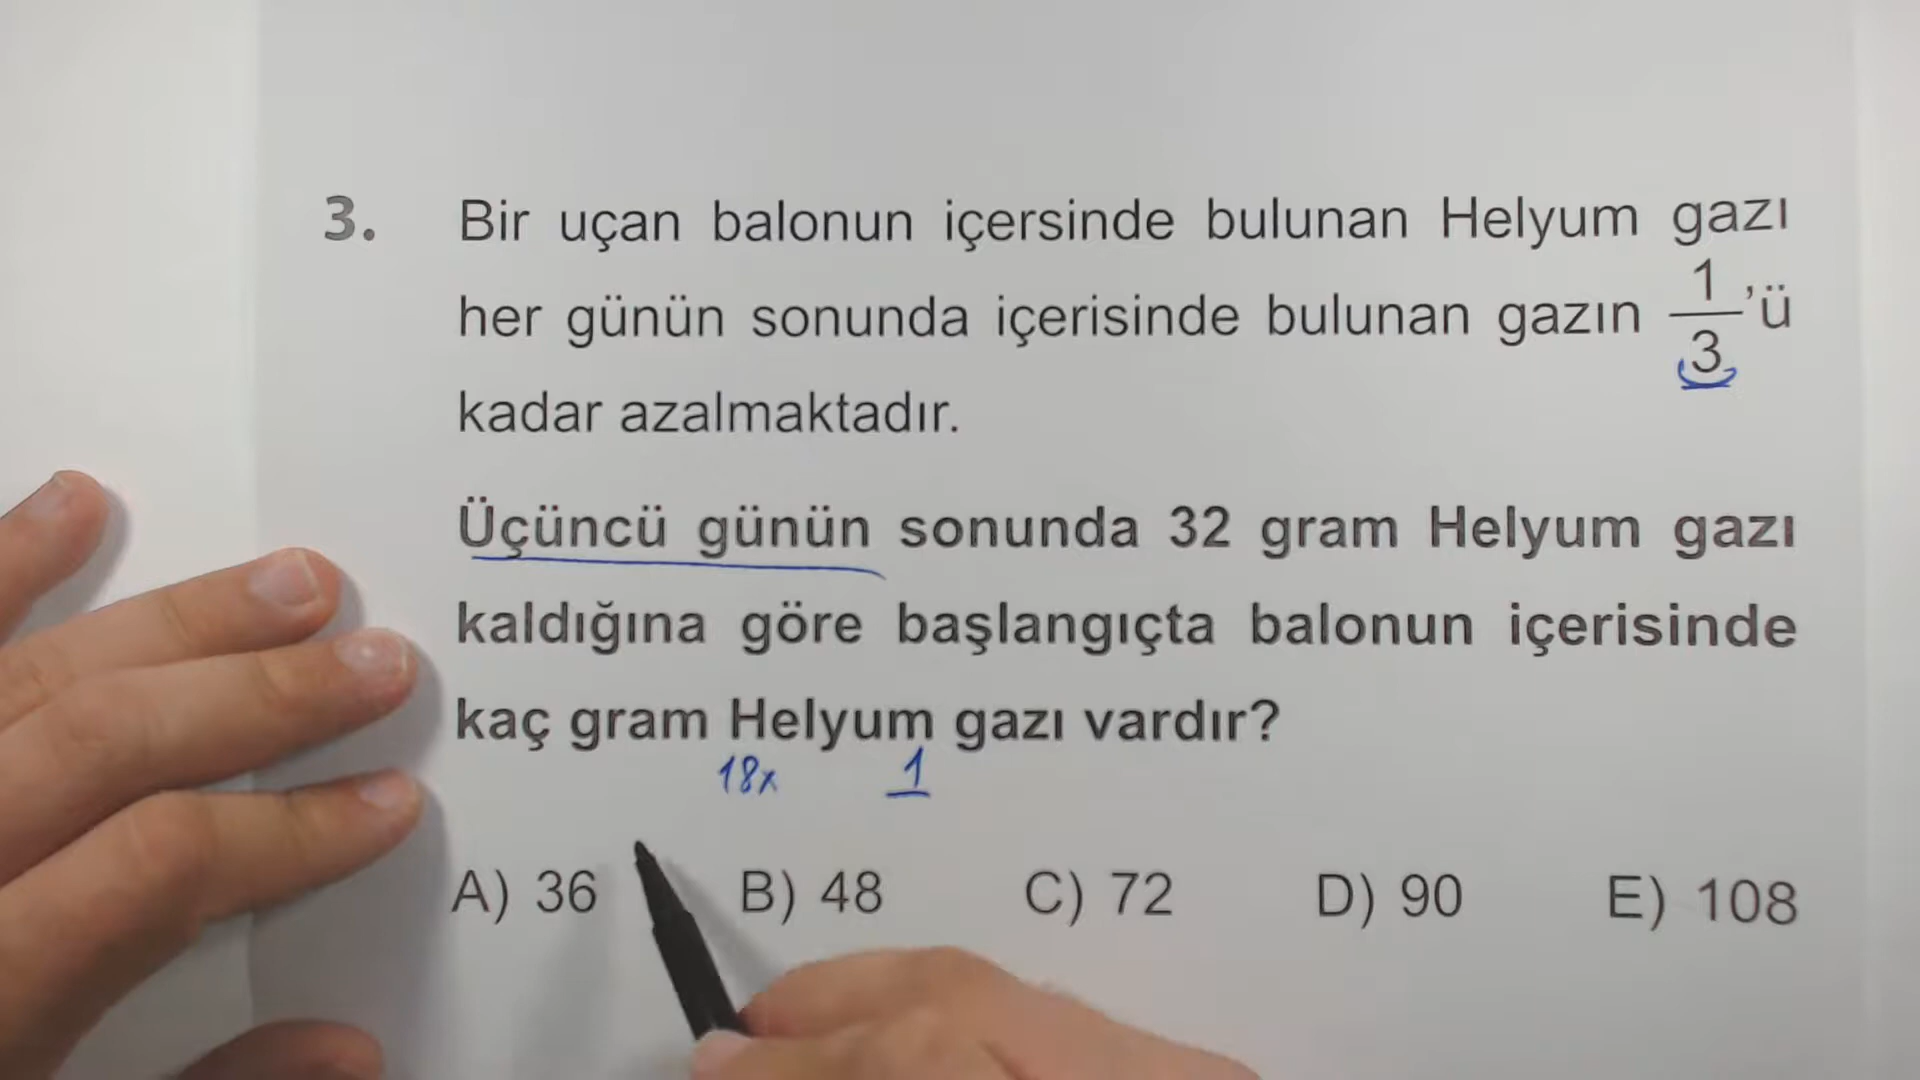 3. Bir uçan balonun içersinde bulunan Helyum gazı
her günün sonunda içerisinde bulunan gazın 1/3'ü
kadar azalmaktadır.
Üçüncü günün sonunda 32 gram Helyum gazı
kaldığına göre başlangıçta balonun içerisinde
kaç gram Helyum gazı vardır?
18x 1
A) 36 B) 48 C) 72 D) 90 E) 108